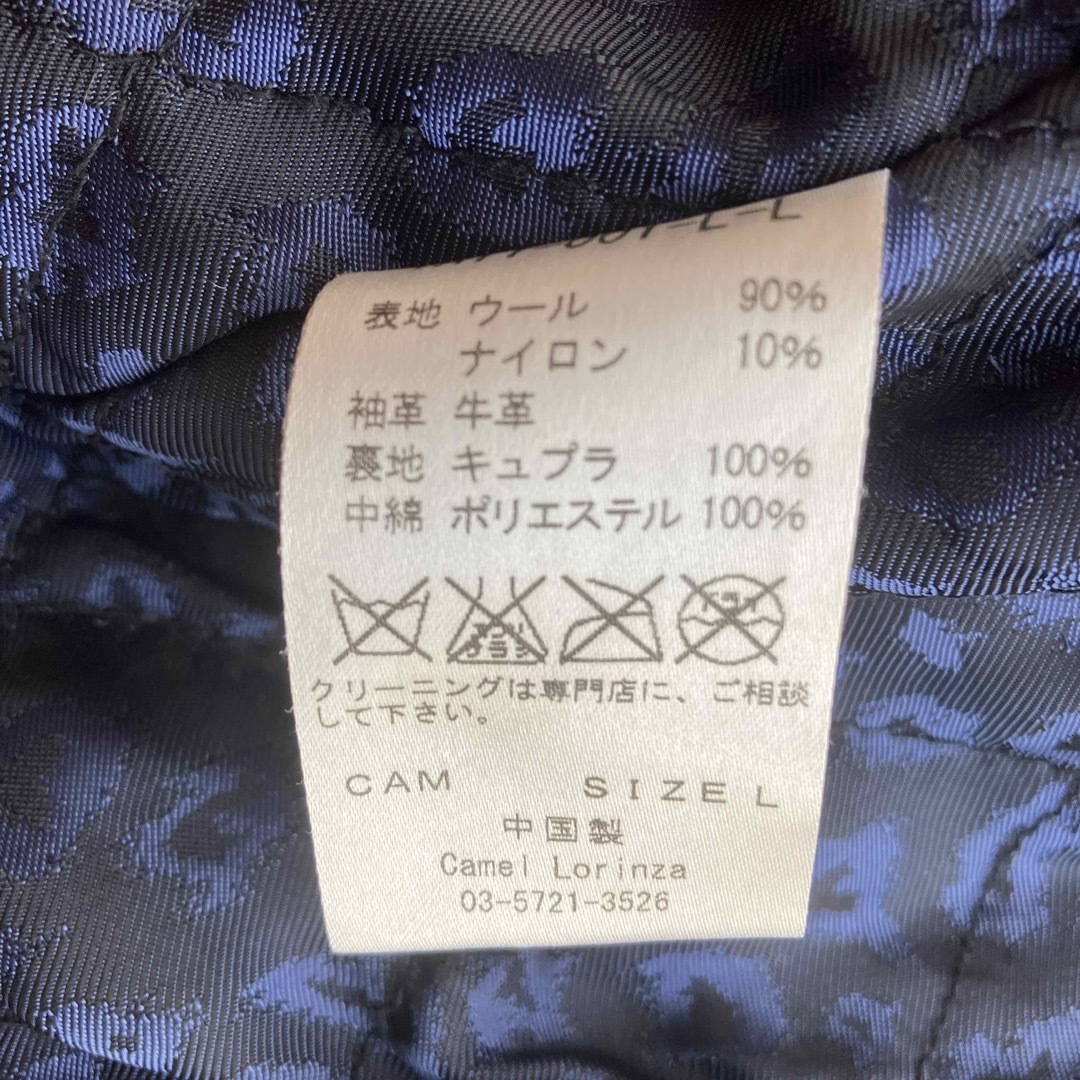 表地 ウール 90%
ナイロン 10%
袖革 牛革
裏地 キュプラ 100%
中綿 ポリエステル 100%
ドライ
クリーニングは専門店に、ご相談
して下さい。
CAM SIZE L
中国製
Camel Lorinza
03-5721-3526